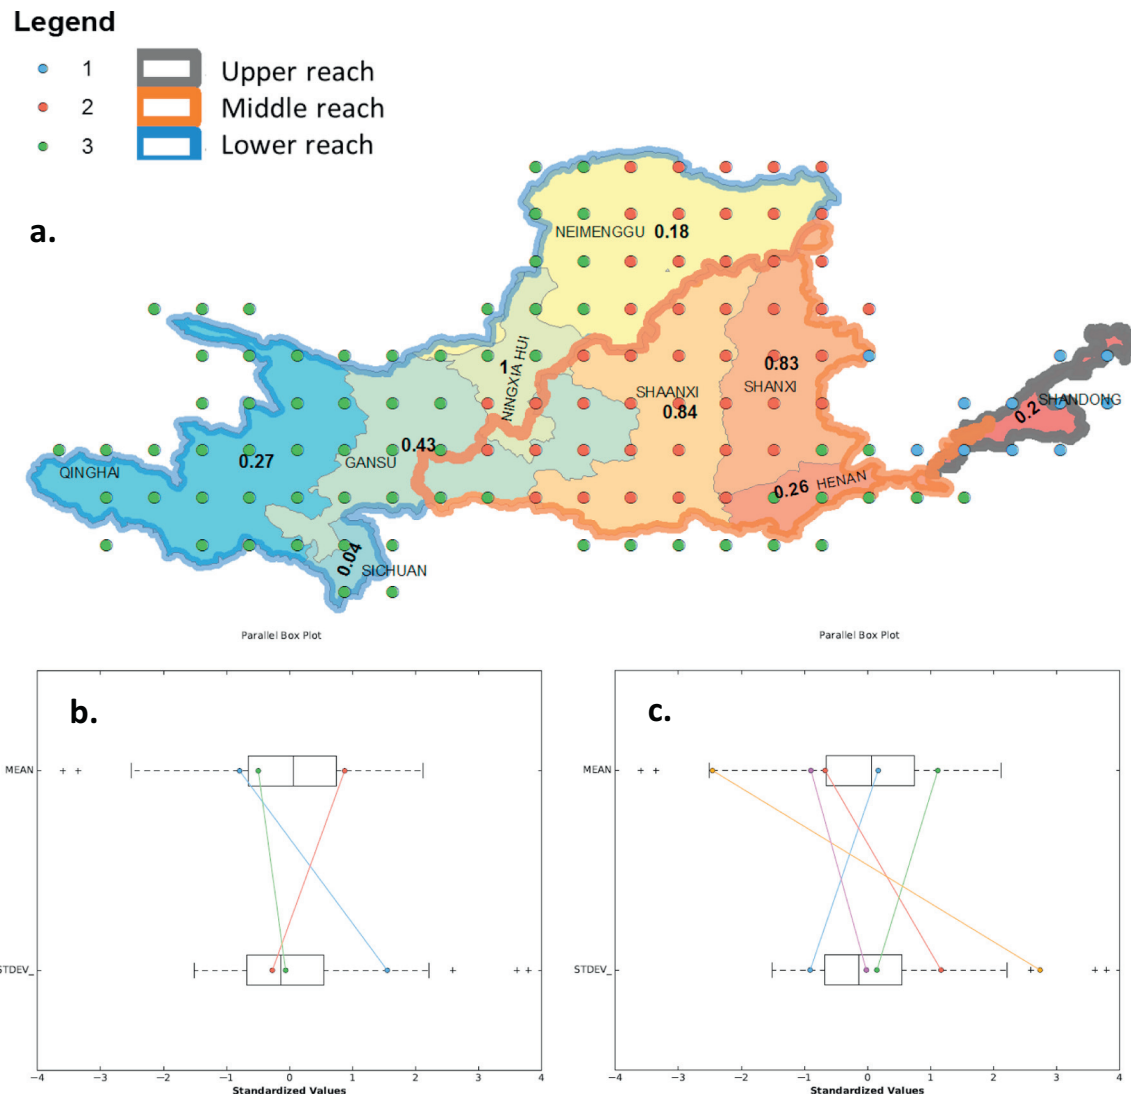 Legend
1 Upper reach
2 Middle reach
3 Lower reach
a.
NEIMENGGU 0.18
NINGXIA HUI
1
0.83
SHAANXI SHANXI
0.84
SHANDONG
0.2
0.43
0.27
GANSU
QINGHAI
0.26 HENAN
0.04
SICHUAN
Parallel Box Plot
Parallel Box Plot
b.
c.
MEAN
MEAN
STDEV_
STDEV_
−4 −3 −2 −1 0 1 2 3 4
−4 −3 −2 −1 0 1 2 3 4
Standardized Values
Standardized Values